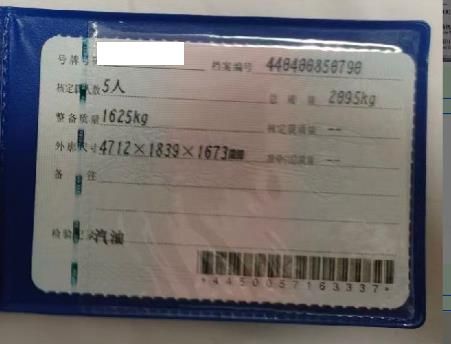 号牌号 档案编号 440400850790
核定载人数 5人 总质量 2095kg
整备质量 1625kg 核定载质量 --
外廓尺寸 4712×1839×1673mm 准牵引总质量 --
备 注
检验记录 汽油
*4450057163337*